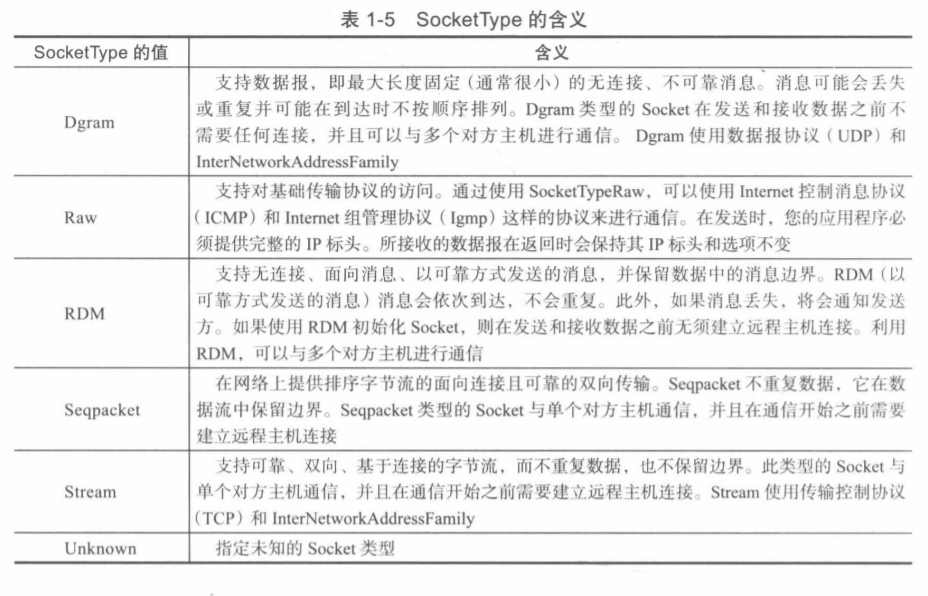 表 1-5 SocketType 的含义
SocketType 的值 含义
Dgram
支持数据报，即最大长度固定（通常很小）的无连接、不可靠消息。消息可能会丢失
或重复并可能在到达时不按顺序排列。Dgram 类型的 Socket 在发送和接收数据之前不
需要任何连接，并且可以与多个对方主机进行通信。 Dgram 使用数据报协议（UDP）和
InterNetworkAddressFamily
Raw
支持对基础传输协议的访问。通过使用 SocketTypeRaw，可以使用 Internet 控制消息协议
（ICMP）和 Internet 组管理协议（Igmp）这样的协议来进行通信。在发送时，您的应用程序必
须提供完整的 IP 标头。所接收的数据报在返回时会保持其 IP 标头和选项不变
RDM
支持无连接、面向消息、以可靠方式发送的消息，并保留数据中的消息边界。RDM（以
可靠方式发送的消息）消息会依次到达，不会重复。此外，如果消息丢失，将会通知发送
方。如果使用 RDM 初始化 Socket，则在发送和接收数据之前无须建立远程主机连接。利用
RDM，可以与多个对方主机进行通信
Seqpacket
在网络上提供排序字节流的面向连接且可靠的双向传输。Seqpacket 不重复数据，它在数
据流中保留边界。Seqpacket 类型的 Socket 与单个对方主机通信，并且在通信开始之前需要
建立远程主机连接
Stream
支持可靠、双向、基于连接的字节流，而不重复数据，也不保留边界。此类型的 Socket 与
单个对方主机通信，并且在通信开始之前需要建立远程主机连接。Stream 使用传输控制协议
（TCP）和 InterNetworkAddressFamily
Unknown
指定未知的 Socket 类型